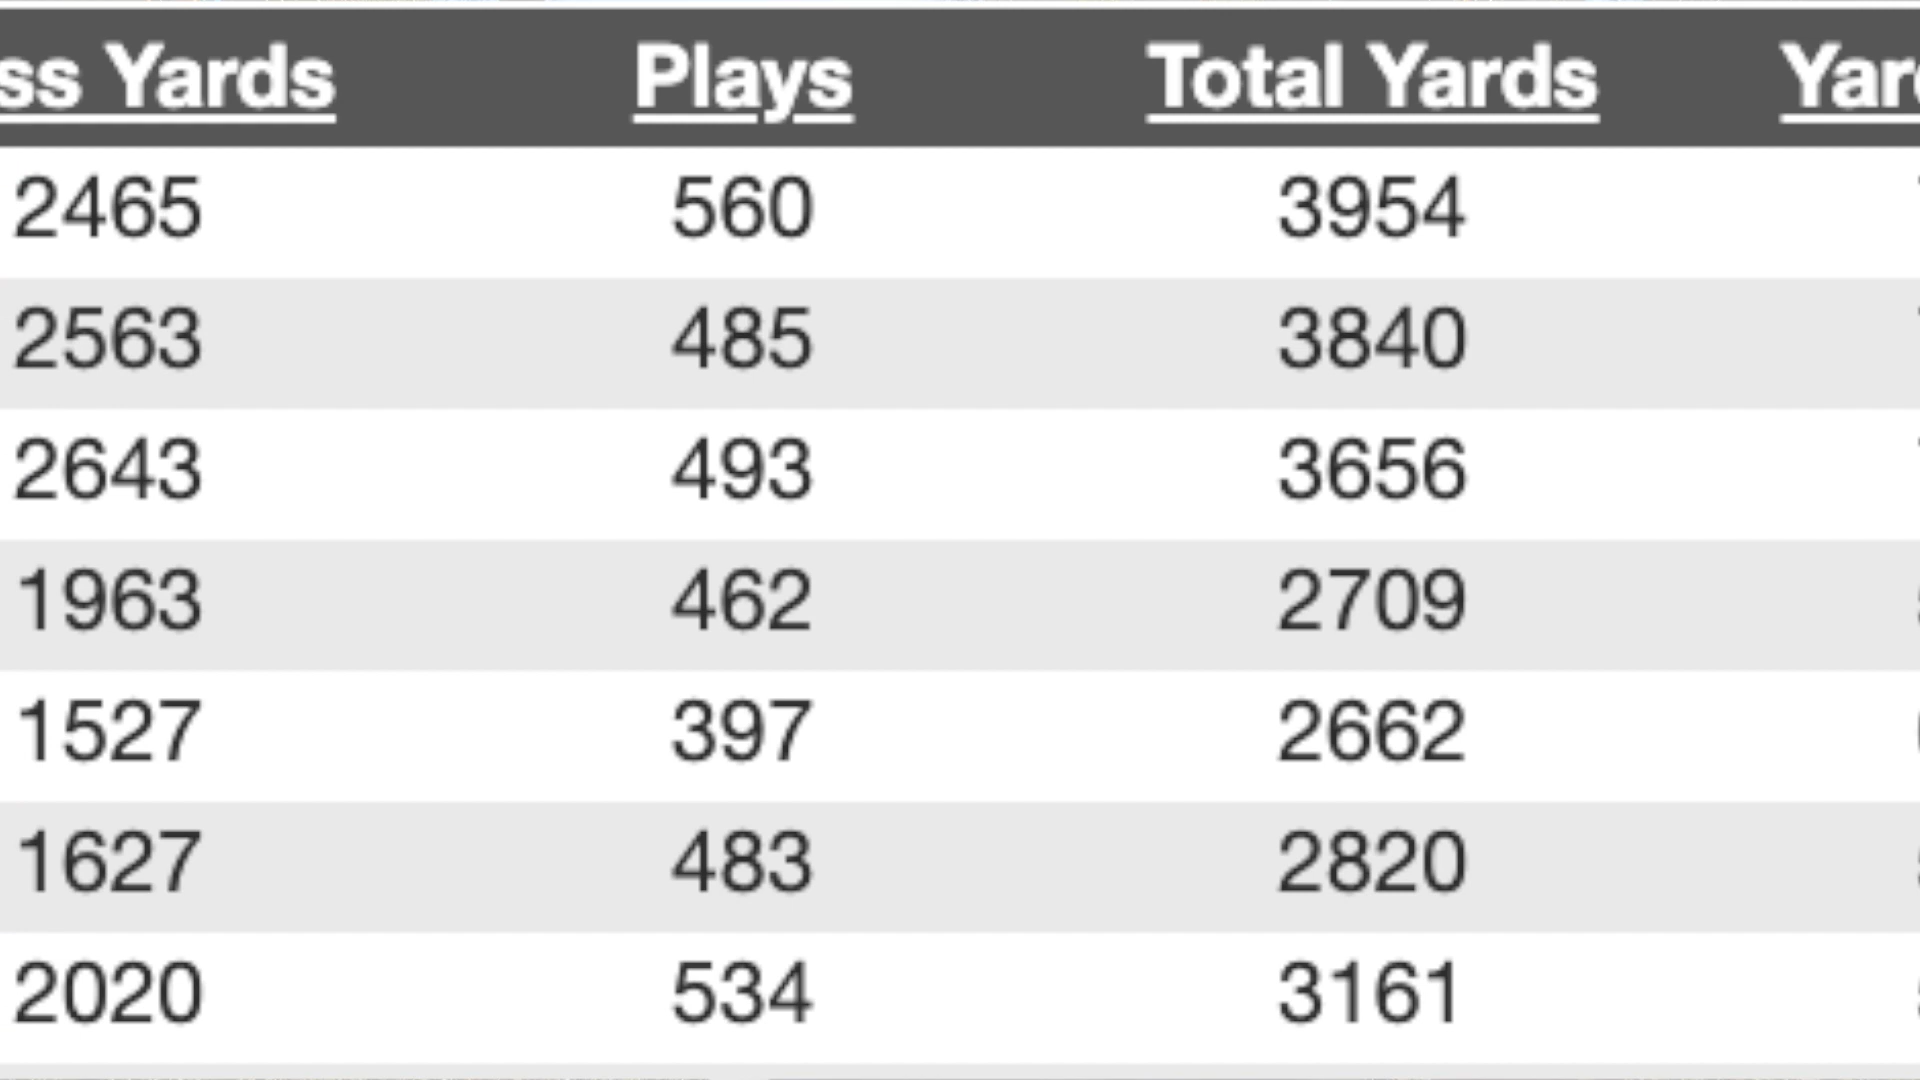 ss Yards Plays Total Yards Yar
2465 560 3954
2563 485 3840
2643 493 3656
1963 462 2709
1527 397 2662
1627 483 2820
2020 534 3161